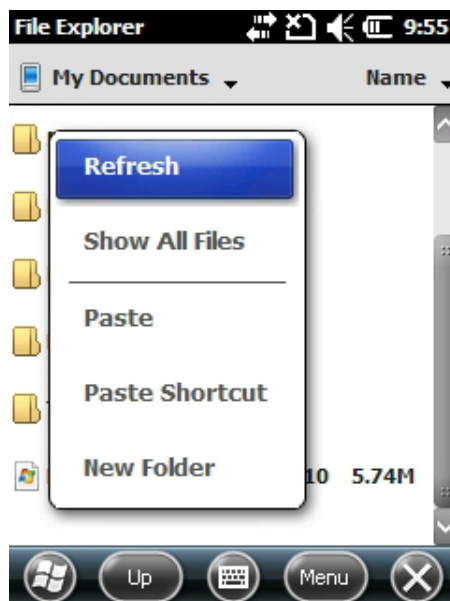 File Explorer 9:55
My Documents Name
Refresh
Show All Files
Paste
Paste Shortcut
New Folder
10 5.74M
Up Menu